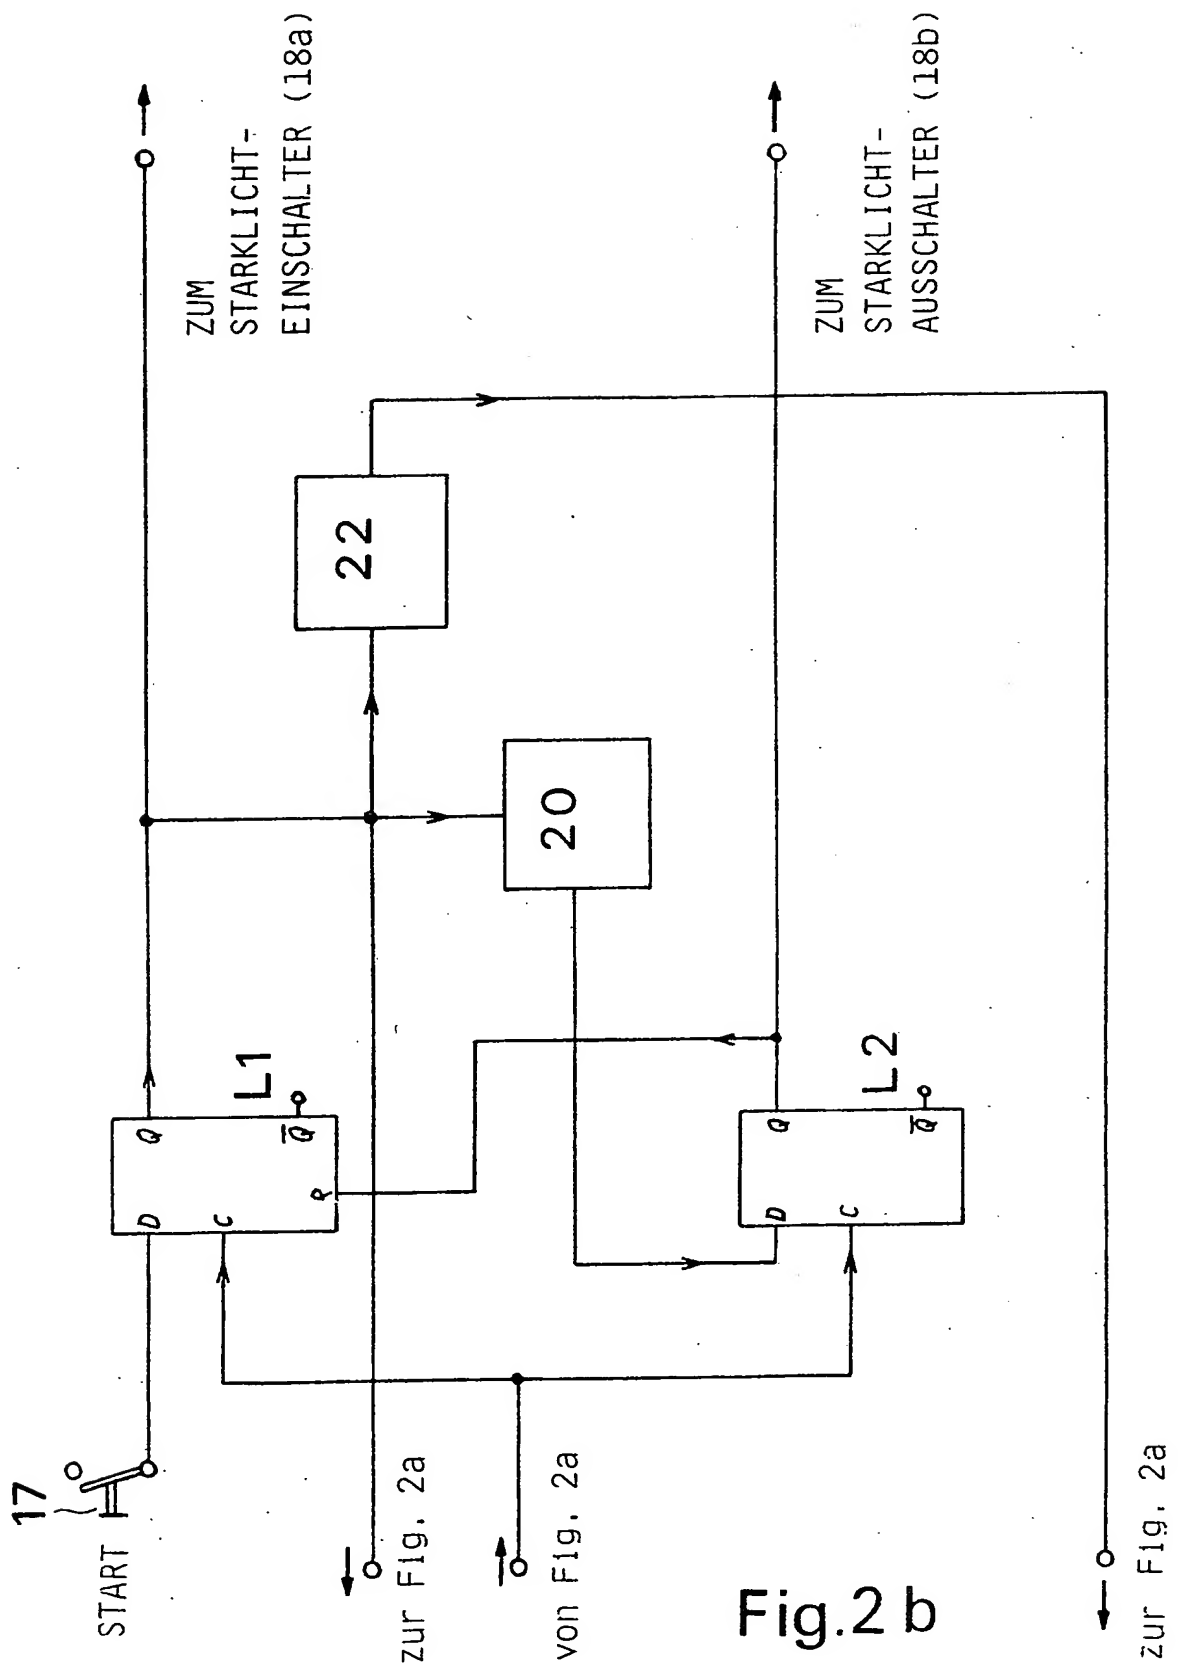 17
START
D
Q
C
R
Q̅
L1
ZUM
STARKLICHT-
EINSCHALTER (18a)
22
20
zur Fig. 2a
von Fig. 2a
D
Q
C
Q̅
L2
ZUM
STARKLICHT-
AUSSCHALTER (18b)
zur Fig. 2a
Fig.2 b